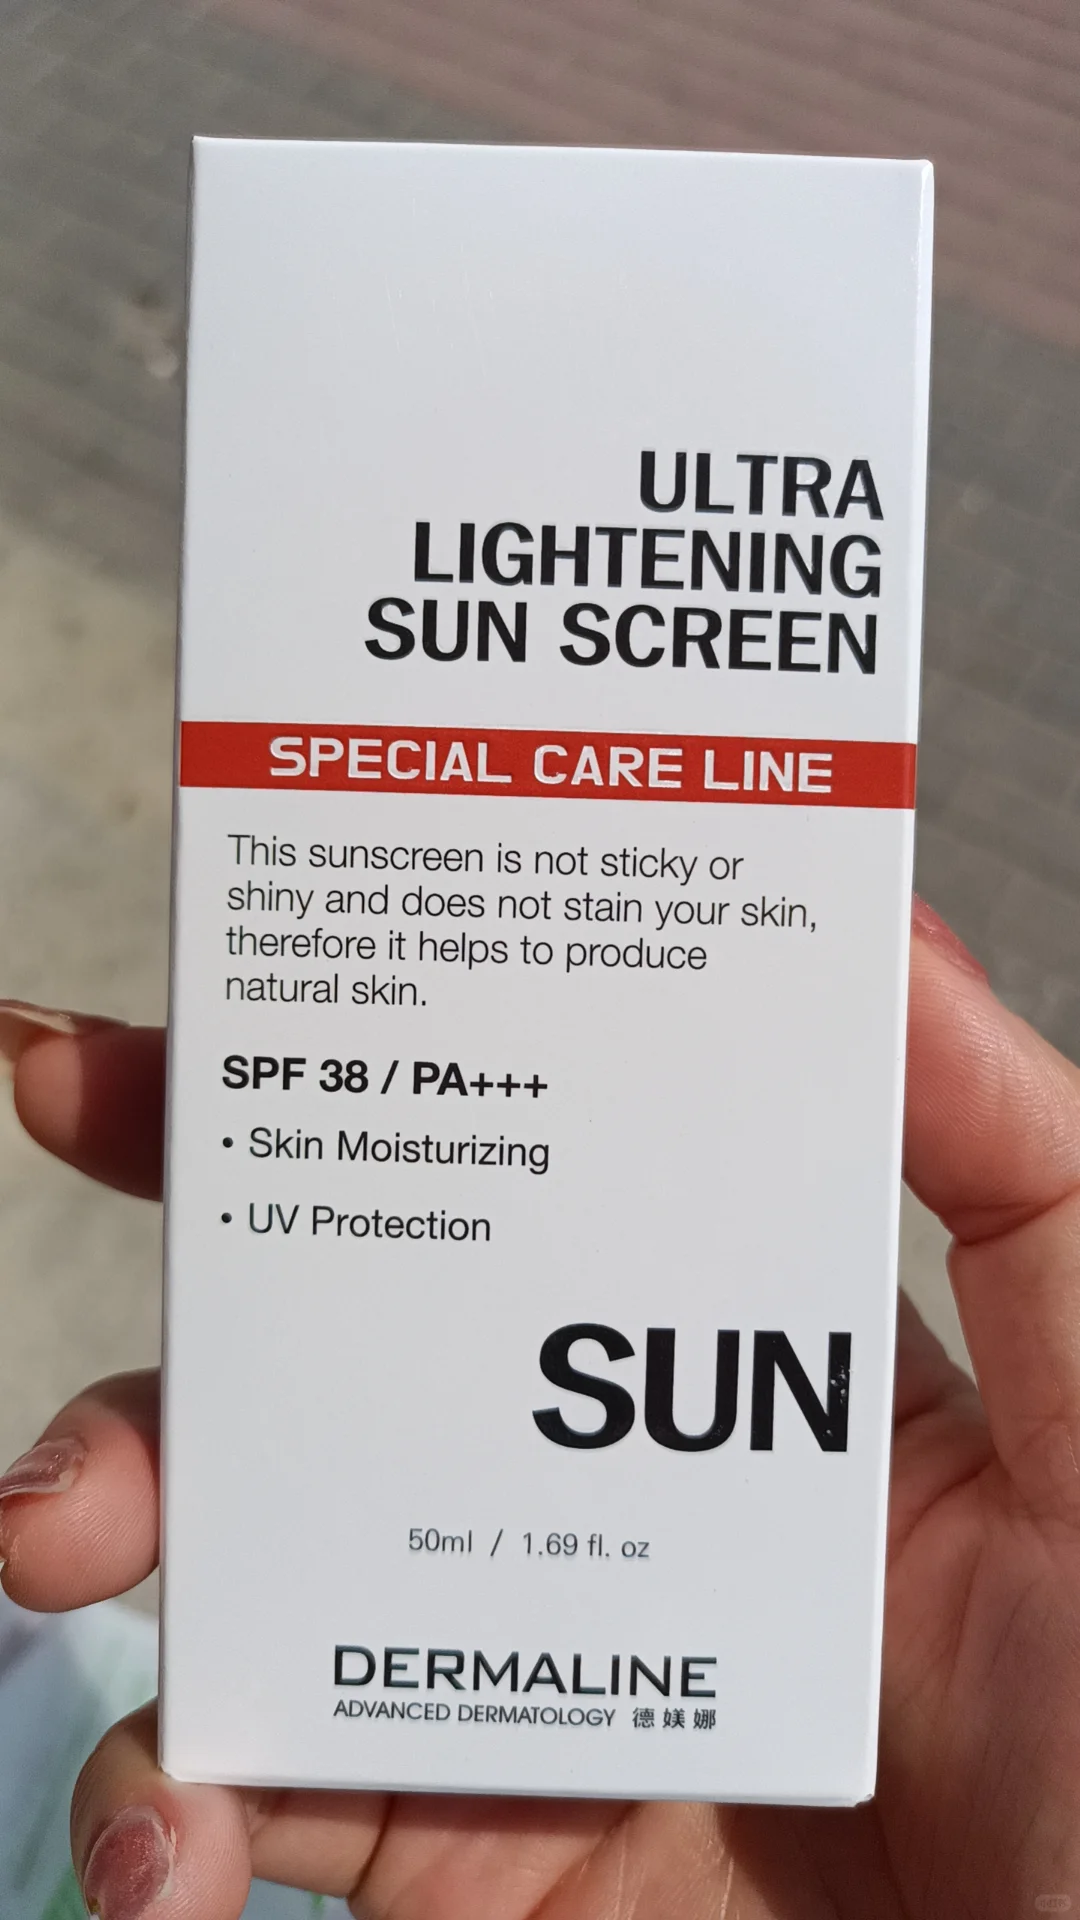 ULTRA
LIGHTENING
SUN SCREEN
SPECIAL CARE LINE
This sunscreen is not sticky or
shiny and does not stain your skin,
therefore it helps to produce
natural skin.
SPF 38 / PA+++
• Skin Moisturizing
• UV Protection
SUN
50ml / 1.69 fl. oz
DERMALINE
ADVANCED DERMATOLOGY 德媄娜